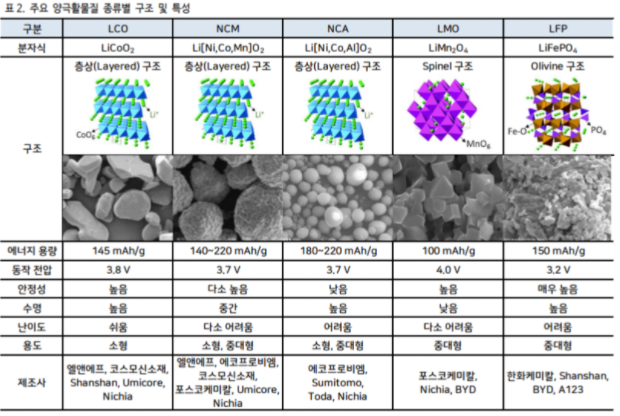 표 2. 주요 양극활물질 종류별 구조 및 특성
구분 LCO NCM NCA LMO LFP
분자식 LiCoO₂ Li[Ni,Co,Mn]O₂ Li[Ni,Co,Al]O₂ LiMn₂O₄ LiFePO₄
구조 층상(Layered) 구조 층상(Layered) 구조 층상(Layered) 구조 Spinel 구조 Olivine 구조
Li⁺ Li⁺ Li⁺
CoO₆ MnO₆ Fe-O PO₄
에너지 용량 145 mAh/g 140~220 mAh/g 180~220 mAh/g 100 mAh/g 150 mAh/g
동작 전압 3.8 V 3.7 V 3.7 V 4.0 V 3.2 V
안정성 높음 다소 높음 낮음 높음 매우 높음
수명 높음 중간 높음 낮음 높음
난이도 쉬움 다소 어려움 어려움 다소 어려움 어려움
용도 소형 소형, 중대형 소형, 중대형 중대형 중대형
제조사
엘앤에프, 코스모신소재,
Shanshan, Umicore,
Nichia
엘앤에프, 에코프로비엠,
코스모신소재,
포스코케미칼, Umicore,
Nichia
에코프로비엠,
Sumitomo,
Toda, Nichia
포스코케미칼,
Nichia, BYD
한화케미칼, Shanshan,
BYD, A123